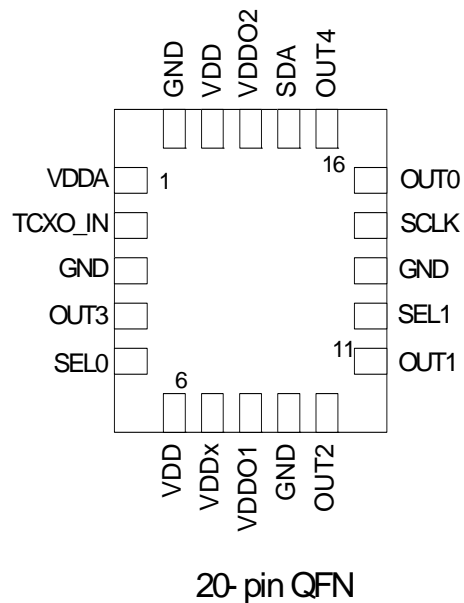 GND
VDD
VDDO2
SDA
OUT4
16
VDDA
1
OUT0
TCXO_IN
SCLK
GND
GND
OUT3
SEL1
SEL0
11
OUT1
6
VDD
VDDx
VDDO1
GND
OUT2
20- pin QFN